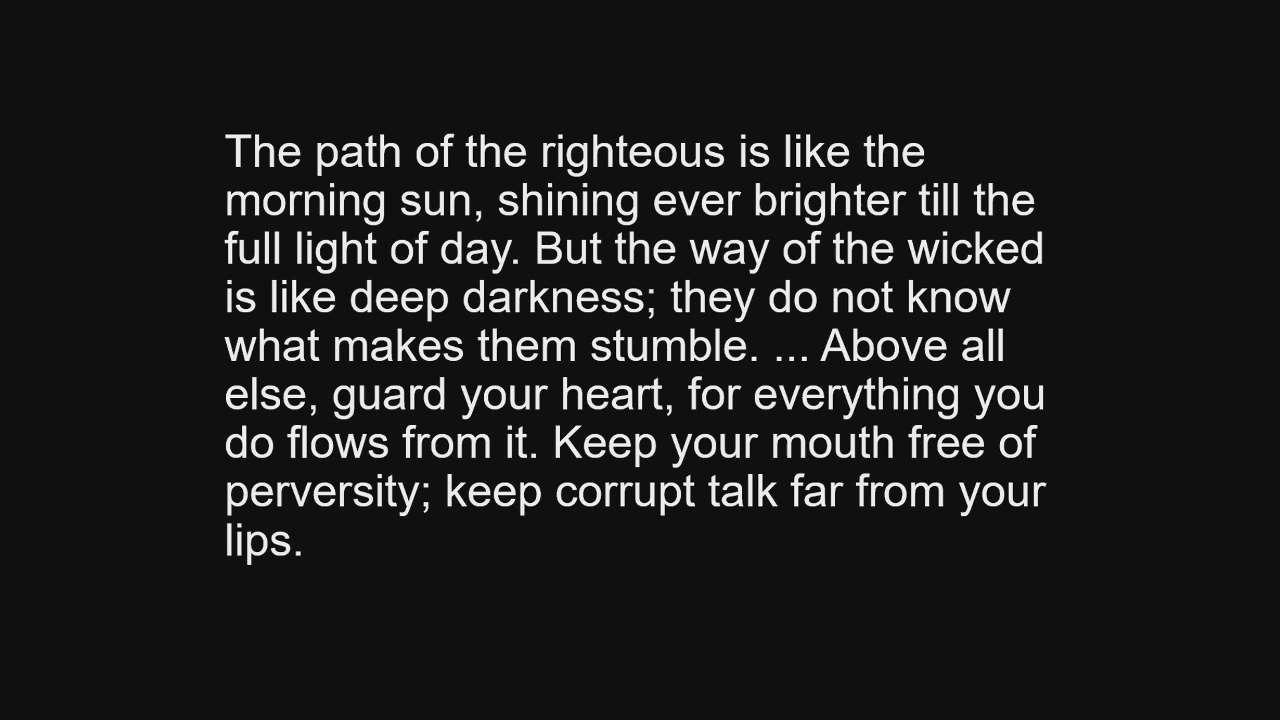 The path of the righteous is like the
morning sun, shining ever brighter till the
full light of day. But the way of the wicked
is like deep darkness; they do not know
what makes them stumble. ... Above all
else, guard your heart, for everything you
do flows from it. Keep your mouth free of
perversity; keep corrupt talk far from your
lips.